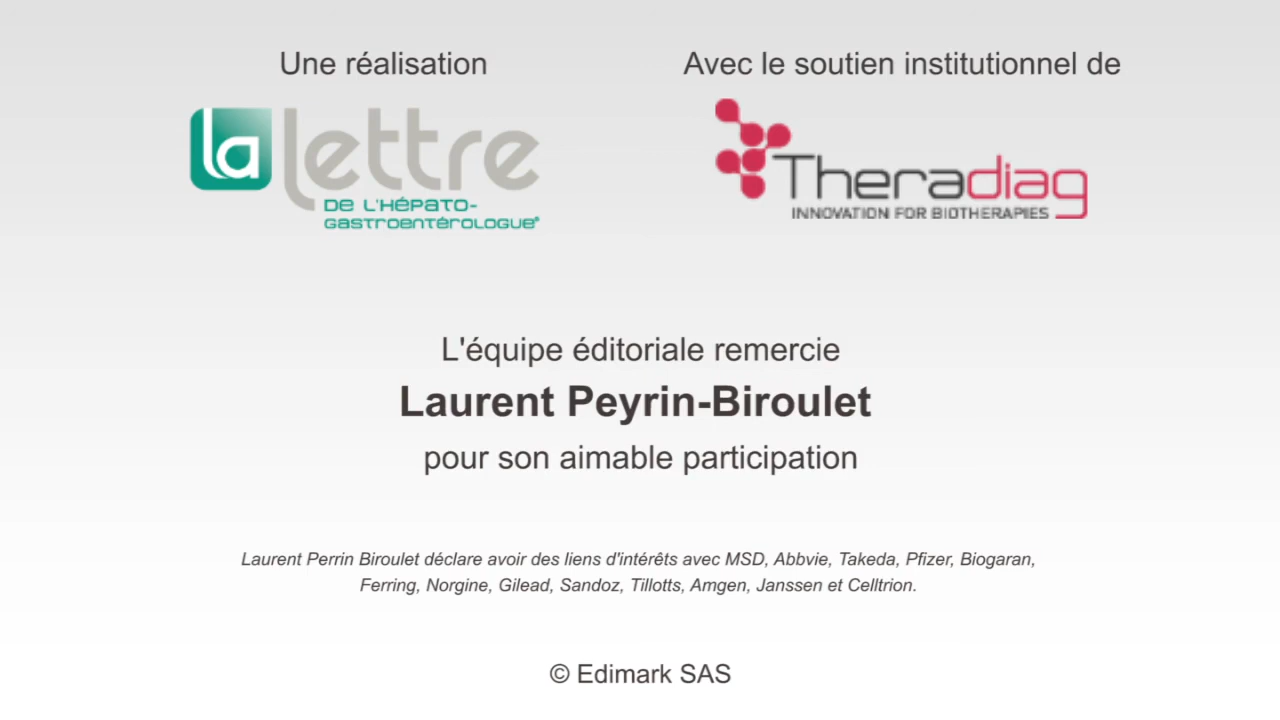 Une réalisation
Avec le soutien institutionnel de
la lettre
DE L'HÉPATO-
GASTROENTÉROLOGUE®
Theradiag
INNOVATION FOR BIOTHERAPIES
L'équipe éditoriale remercie
Laurent Peyrin-Biroulet
pour son aimable participation
Laurent Perrin Biroulet déclare avoir des liens d'intérêts avec MSD, Abbvie, Takeda, Pfizer, Biogaran,
Ferring, Norgine, Gilead, Sandoz, Tillotts, Amgen, Janssen et Celltrion.
© Edimark SAS